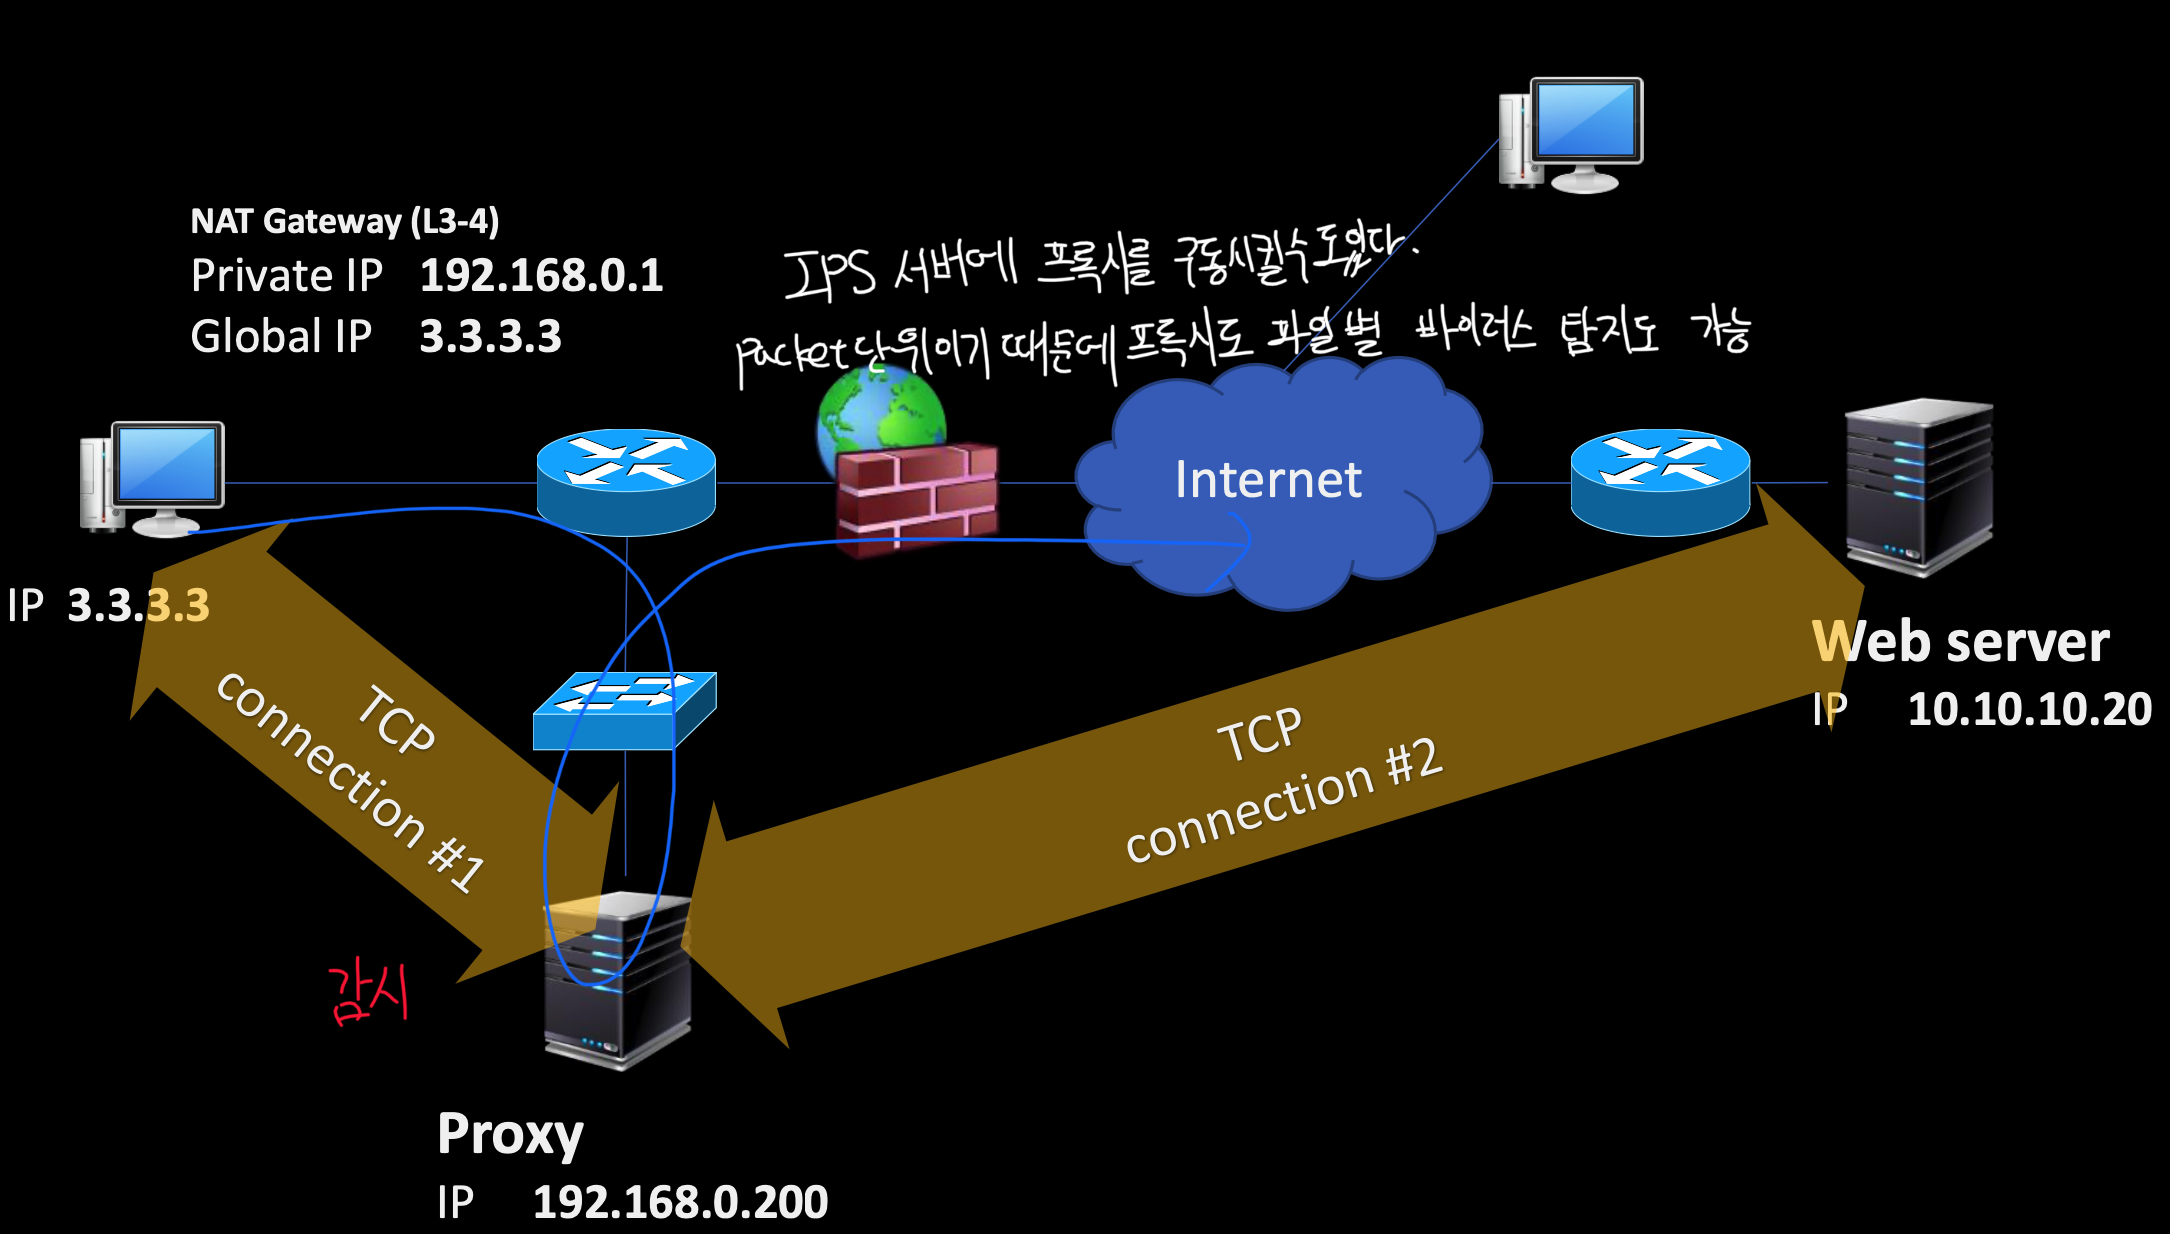 NAT Gateway (L3-4)
Private IP 192.168.0.1
Global IP 3.3.3.3
IPS 서버에 프록시를 구동시킬수도있다.
packet단위이기 때문에 프록시도 파일별 바이러스 탐지도 가능
Internet
IP 3.3.3.3
Web server
IP 10.10.10.20
TCP
connection #1
TCP
connection #2
감시
Proxy
IP 192.168.0.200